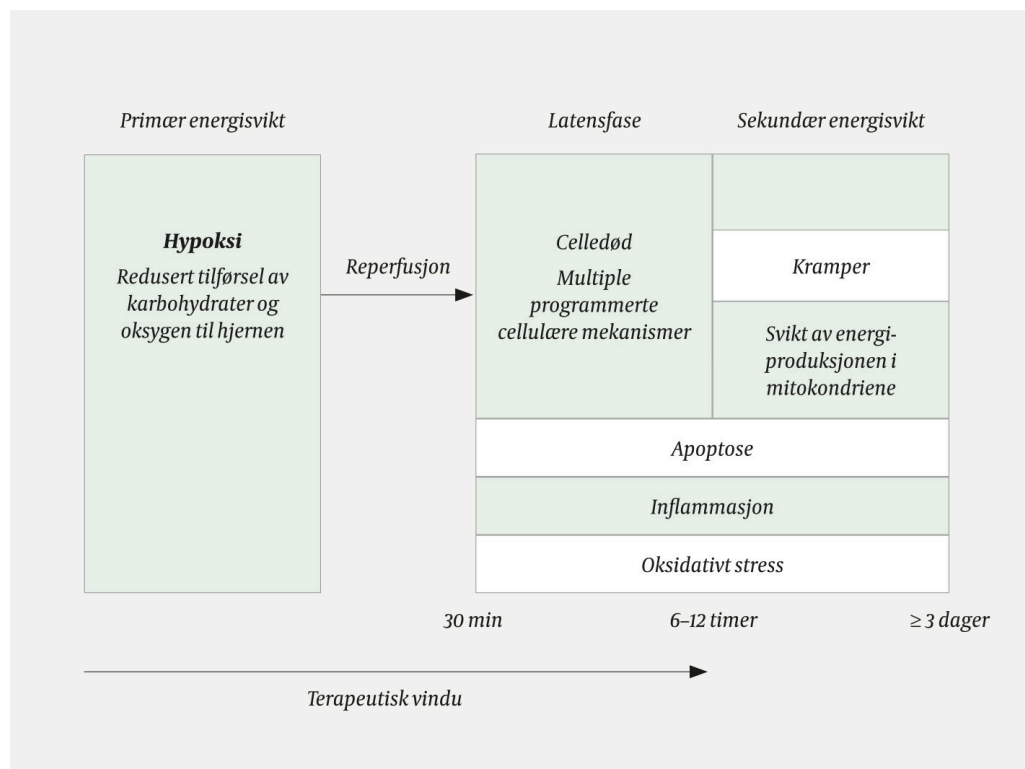 Primær energisvikt
Latensfase
Sekundær energisvikt
Hypoksi
Redusert tilførsel av
karbohydrater og
oksygen til hjernen
Reperfusjon
Celledød
Multiple
programmerte
cellulære mekanismer
Kramper
Svikt av energi-
produksjonen i
mitokondriene
Apoptose
Inflammasjon
Oksidativt stress
30 min
6–12 timer
≥ 3 dager
Terapeutisk vindu